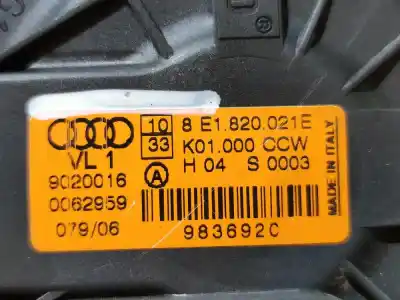 10 8 E1.820.021E
33 K01.000 CCW
VL 1 H 04 S 0003
9020016 A
0062959
079/06 983692C
MADE IN ITALY